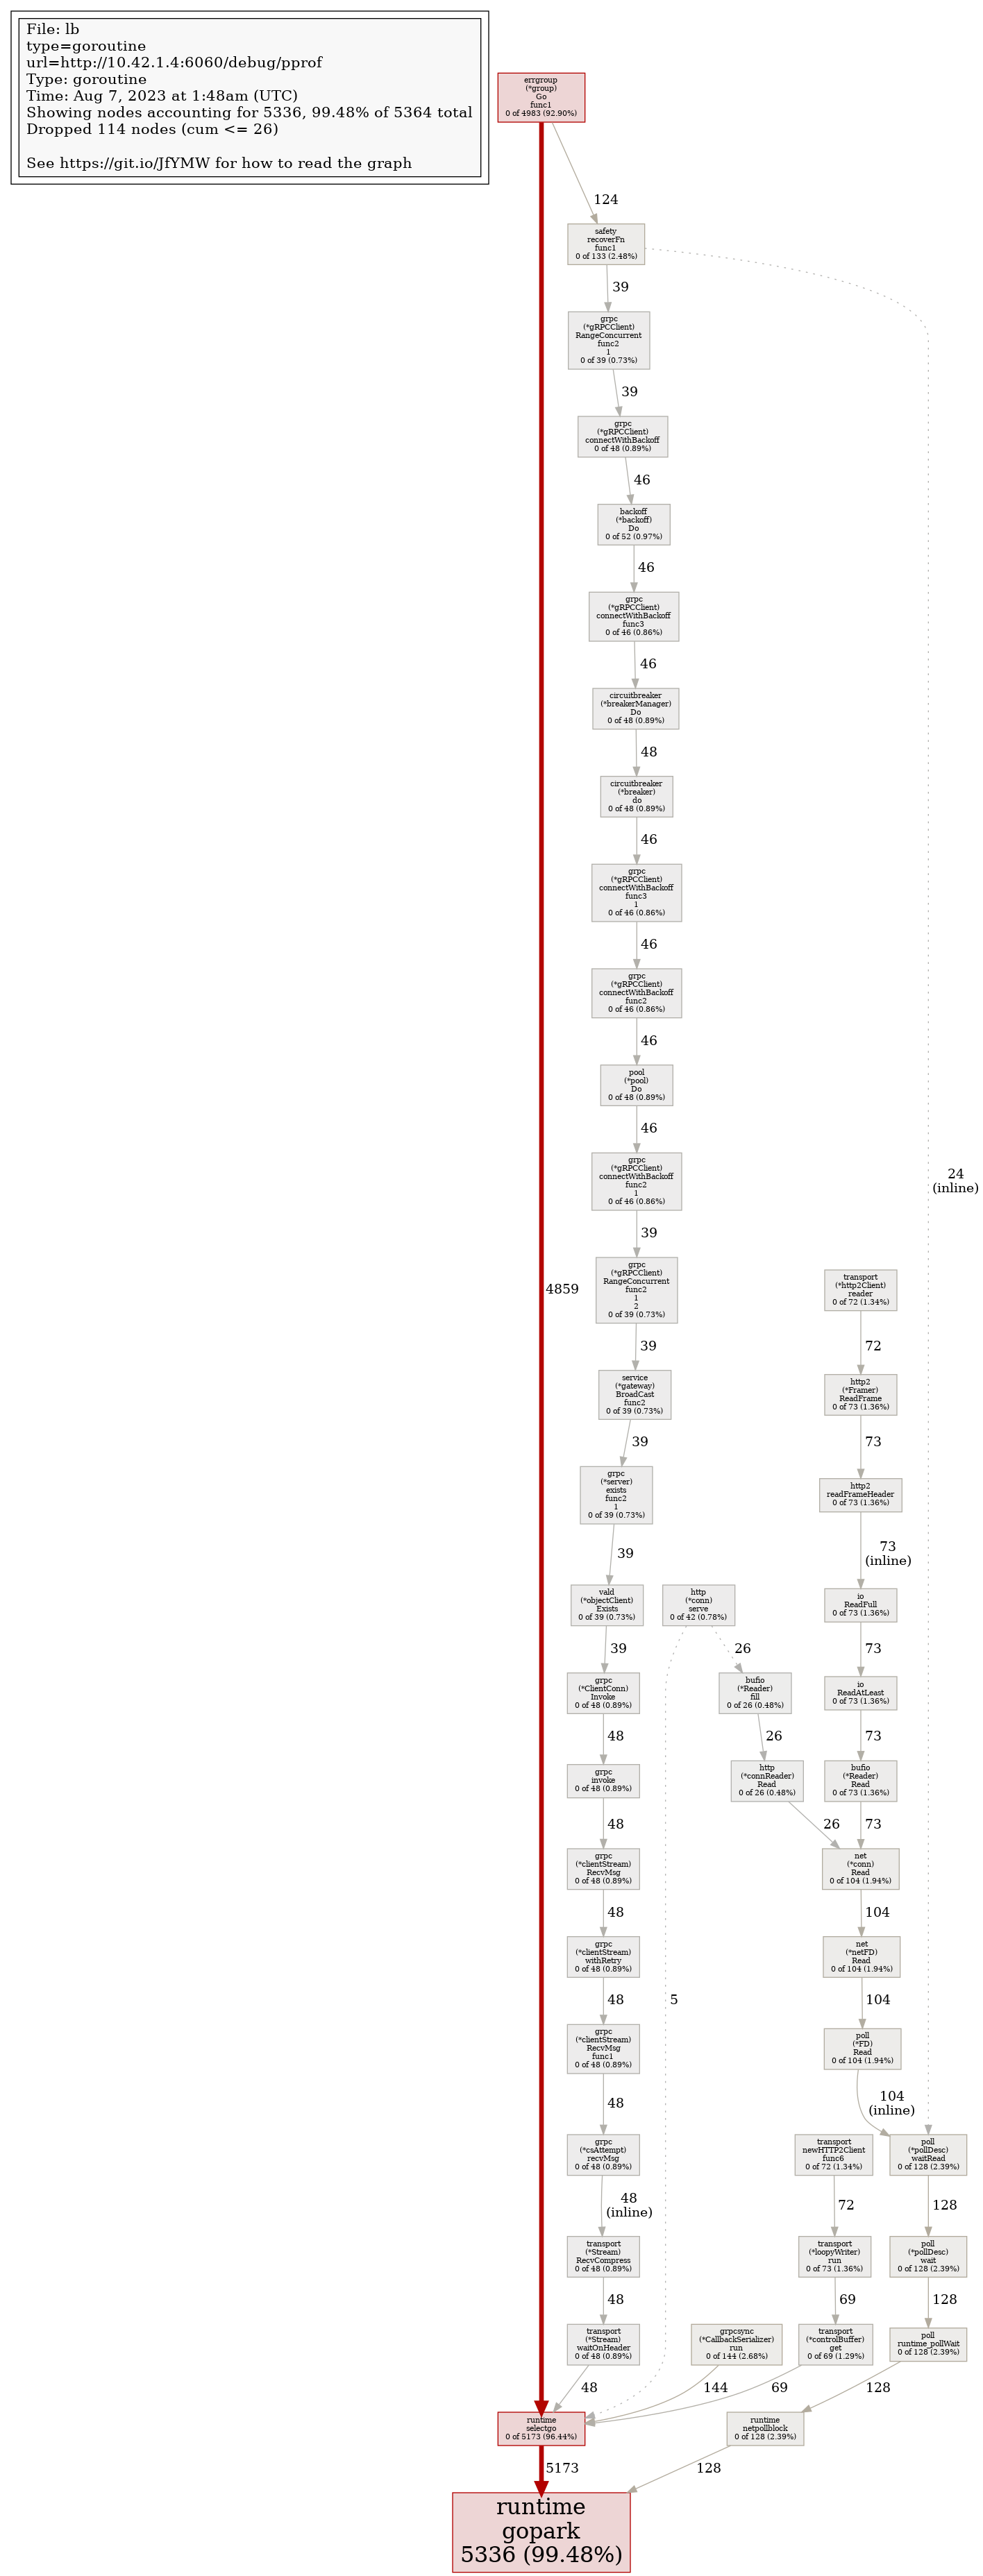 File: lb
type=goroutine
url=http://10.42.1.4:6060/debug/pprof
Type: goroutine
Time: Aug 7, 2023 at 1:48am (UTC)
Showing nodes accounting for 5336, 99.48% of 5364 total
Dropped 114 nodes (cum <= 26)
See https://git.io/JfYMW for how to read the graph
errgroup
(*group)
Go
func1
0 of 4983 (92.90%)
124
safety
recoverFn
func1
0 of 133 (2.48%)
39
grpc
(*gRPCClient)
RangeConcurrent
func2
1
0 of 39 (0.73%)
39
grpc
(*gRPCClient)
connectWithBackoff
0 of 48 (0.89%)
46
backoff
(*backoff)
Do
0 of 52 (0.97%)
46
grpc
(*gRPCClient)
connectWithBackoff
func3
0 of 46 (0.86%)
46
circuitbreaker
(*breakerManager)
Do
0 of 48 (0.89%)
48
circuitbreaker
(*breaker)
do
0 of 48 (0.89%)
46
grpc
(*gRPCClient)
connectWithBackoff
func3
1
0 of 46 (0.86%)
46
grpc
(*gRPCClient)
connectWithBackoff
func2
0 of 46 (0.86%)
46
pool
(*pool)
Do
0 of 48 (0.89%)
46
grpc
(*gRPCClient)
connectWithBackoff
func2
1
0 of 46 (0.86%)
24
(inline)
39
4859
grpc
(*gRPCClient)
RangeConcurrent
func2
1
2
0 of 39 (0.73%)
transport
(*http2Client)
reader
0 of 72 (1.34%)
39
72
service
(*gateway)
BroadCast
func2
0 of 39 (0.73%)
http2
(*Framer)
ReadFrame
0 of 73 (1.36%)
39
73
grpc
(*server)
exists
func2
1
0 of 39 (0.73%)
http2
readFrameHeader
0 of 73 (1.36%)
39
73
(inline)
vald
(*objectClient)
Exists
0 of 39 (0.73%)
http
(*conn)
serve
0 of 42 (0.78%)
io
ReadFull
0 of 73 (1.36%)
39
26
73
grpc
(*ClientConn)
Invoke
0 of 48 (0.89%)
bufio
(*Reader)
fill
0 of 26 (0.48%)
io
ReadAtLeast
0 of 73 (1.36%)
48
26
73
grpc
invoke
0 of 48 (0.89%)
http
(*connReader)
Read
0 of 26 (0.48%)
bufio
(*Reader)
Read
0 of 73 (1.36%)
48
26
73
grpc
(*clientStream)
RecvMsg
0 of 48 (0.89%)
net
(*conn)
Read
0 of 104 (1.94%)
48
104
grpc
(*clientStream)
withRetry
0 of 48 (0.89%)
net
(*netFD)
Read
0 of 104 (1.94%)
48
5
104
grpc
(*clientStream)
RecvMsg
func1
0 of 48 (0.89%)
poll
(*FD)
Read
0 of 104 (1.94%)
48
104
(inline)
grpc
(*csAttempt)
recvMsg
0 of 48 (0.89%)
transport
newHTTP2Client
func6
0 of 72 (1.34%)
poll
(*pollDesc)
waitRead
0 of 128 (2.39%)
48
(inline)
72
128
transport
(*Stream)
RecvCompress
0 of 48 (0.89%)
transport
(*loopyWriter)
run
0 of 73 (1.36%)
poll
(*pollDesc)
wait
0 of 128 (2.39%)
48
69
128
transport
(*Stream)
waitOnHeader
0 of 48 (0.89%)
grpcsync
(*CallbackSerializer)
run
0 of 144 (2.68%)
transport
(*controlBuffer)
get
0 of 69 (1.29%)
poll
runtime_pollWait
0 of 128 (2.39%)
48
144
69
128
runtime
selectgo
0 of 5173 (96.44%)
runtime
netpollblock
0 of 128 (2.39%)
5173
128
runtime
gopark
5336 (99.48%)